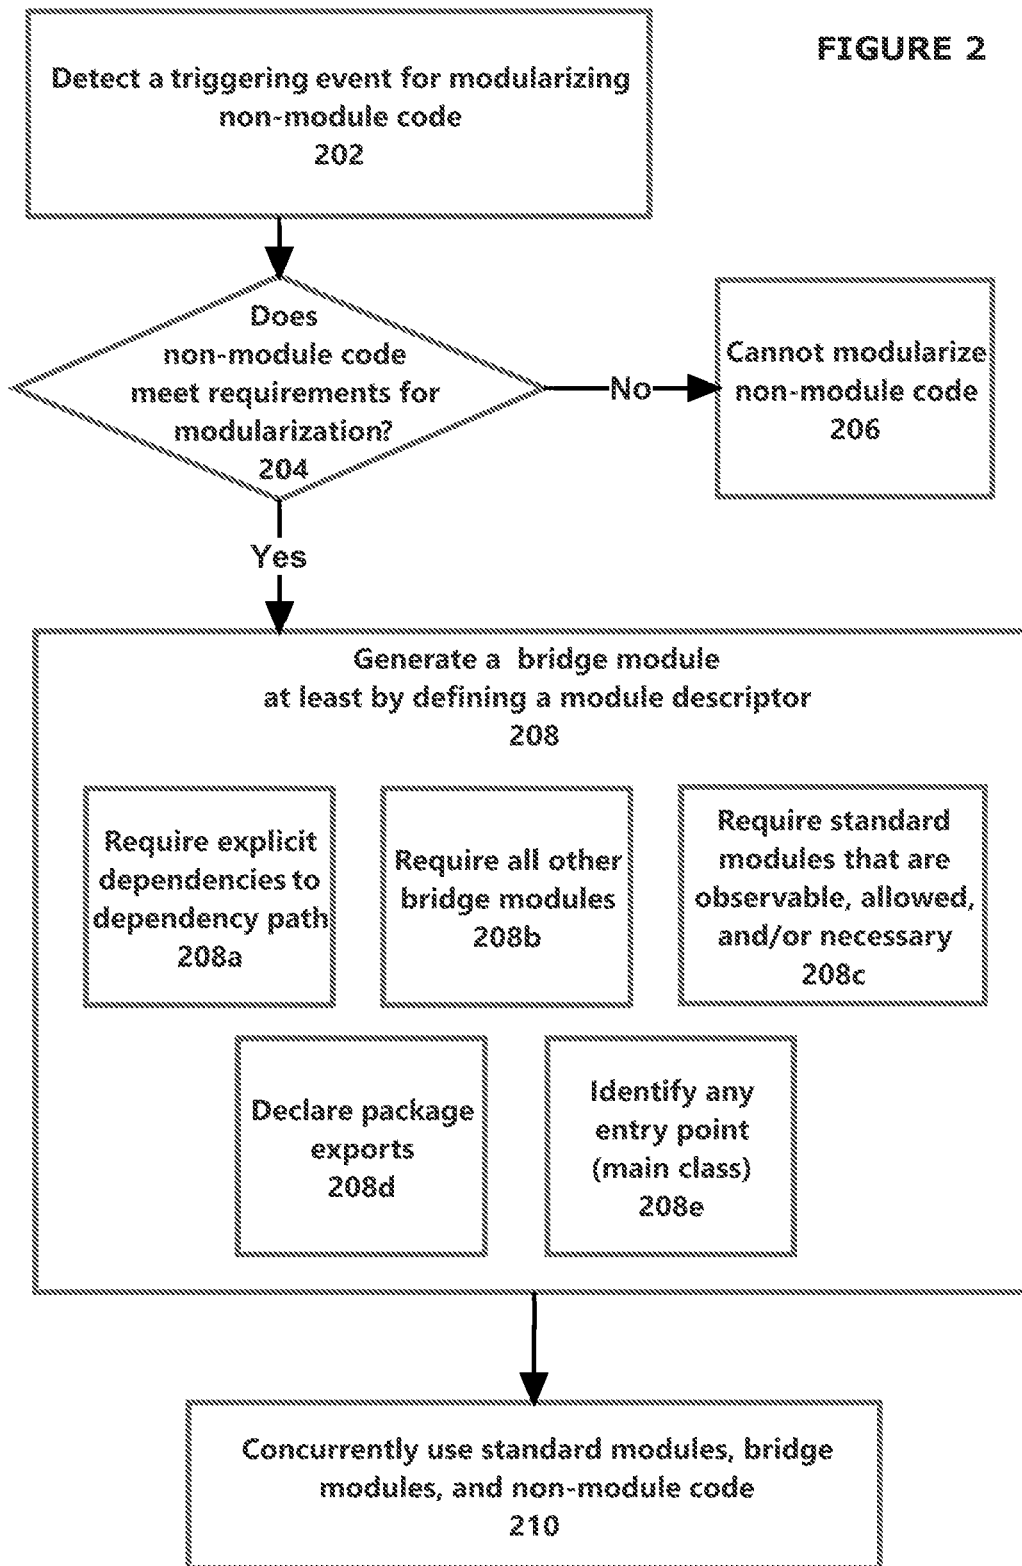 FIGURE 2
Detect a triggering event for modularizing
non-module code
202
Does
non-module code
meet requirements for
modularization?
204
No
Cannot modularize
non-module code
206
Yes
Generate a bridge module
at least by defining a module descriptor
208
Require explicit
dependencies to
dependency path
208a
Require all other
bridge modules
208b
Require standard
modules that are
observable, allowed,
and/or necessary
208c
Declare package
exports
208d
Identify any
entry point
(main class)
208e
Concurrently use standard modules, bridge
modules, and non-module code
210